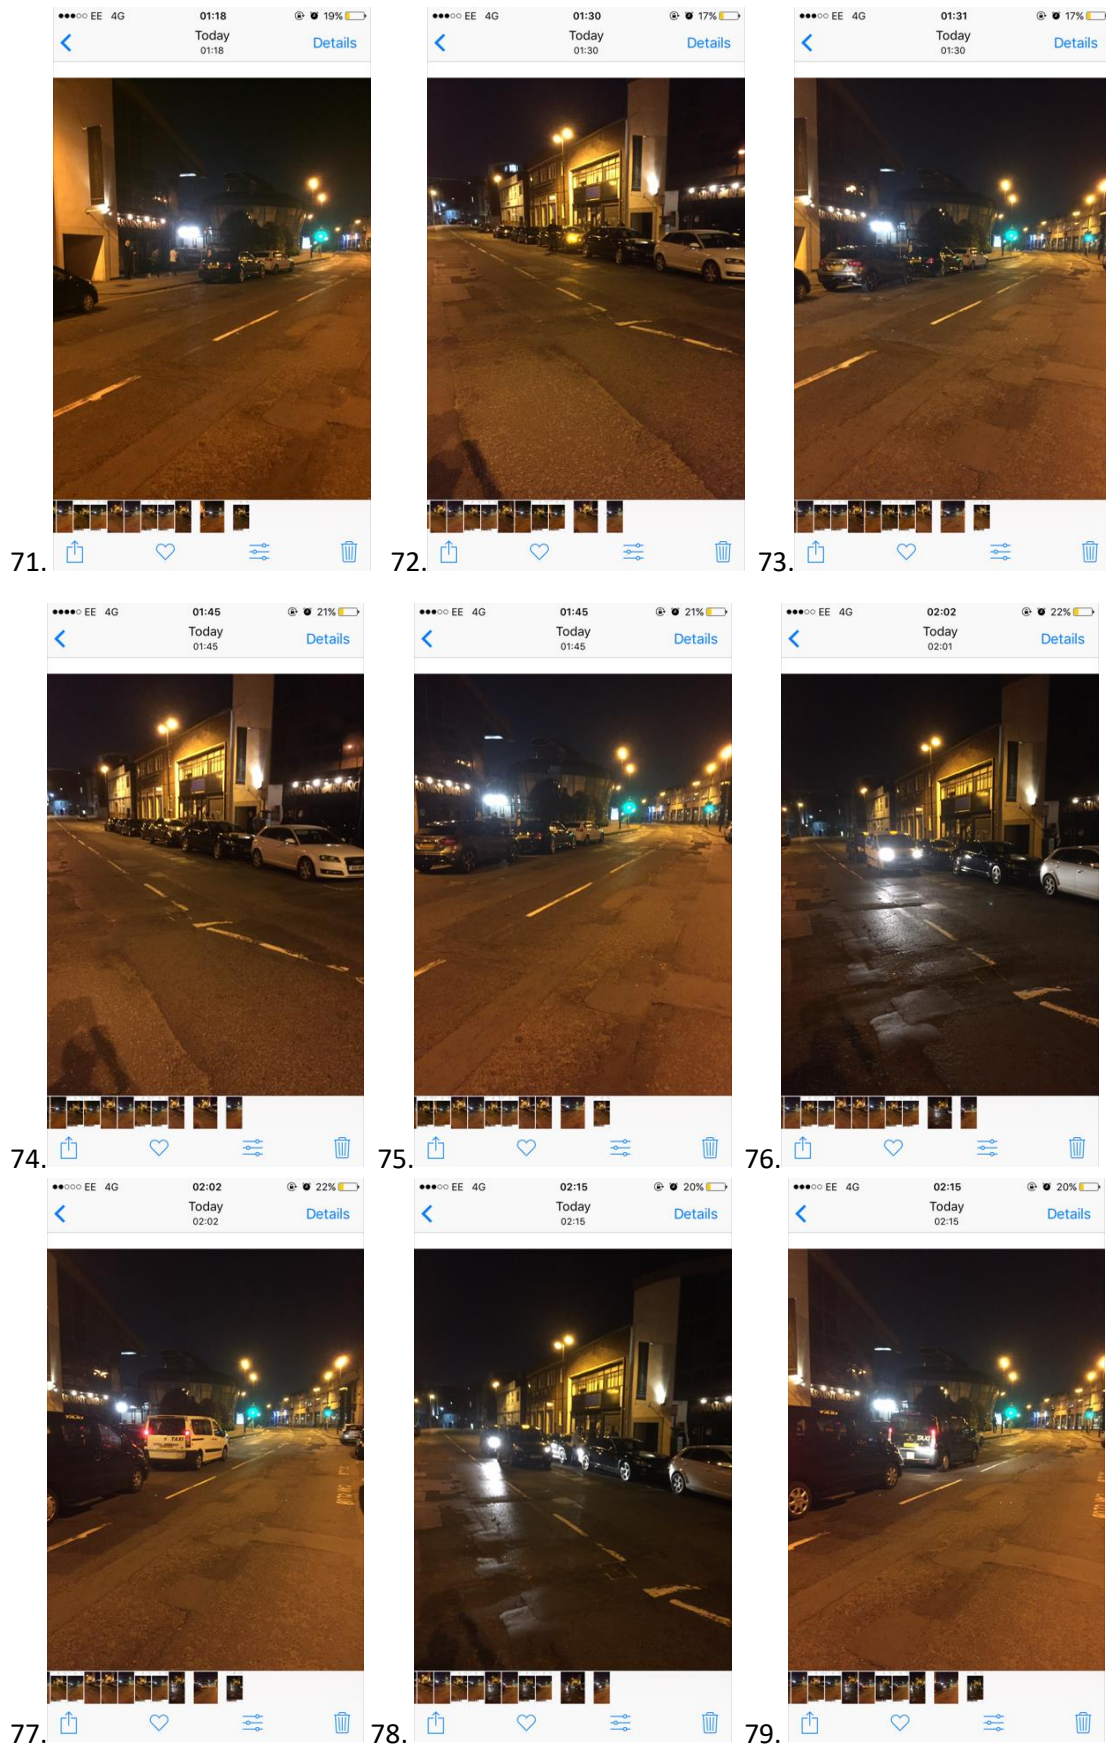 ●●●○○ EE 4G 01:18 19%
Today
01:18
Details
71.
●●●○○ EE 4G 01:30 17%
Today
01:30
Details
72.
●●●○○ EE 4G 01:31 17%
Today
01:30
Details
73.
●●●●○ EE 4G 01:45 21%
Today
01:45
Details
74.
●●●○○ EE 4G 01:45 21%
Today
01:45
Details
75.
●●●○○ EE 4G 02:02 22%
Today
02:01
Details
76.
●●○○○ EE 4G 02:02 22%
Today
02:02
Details
TAXI
TAXI
77.
●●●○○ EE 4G 02:15 20%
Today
02:15
Details
78.
●●●○○ EE 4G 02:15 20%
Today
02:15
Details
TAXI
TAXI
79.